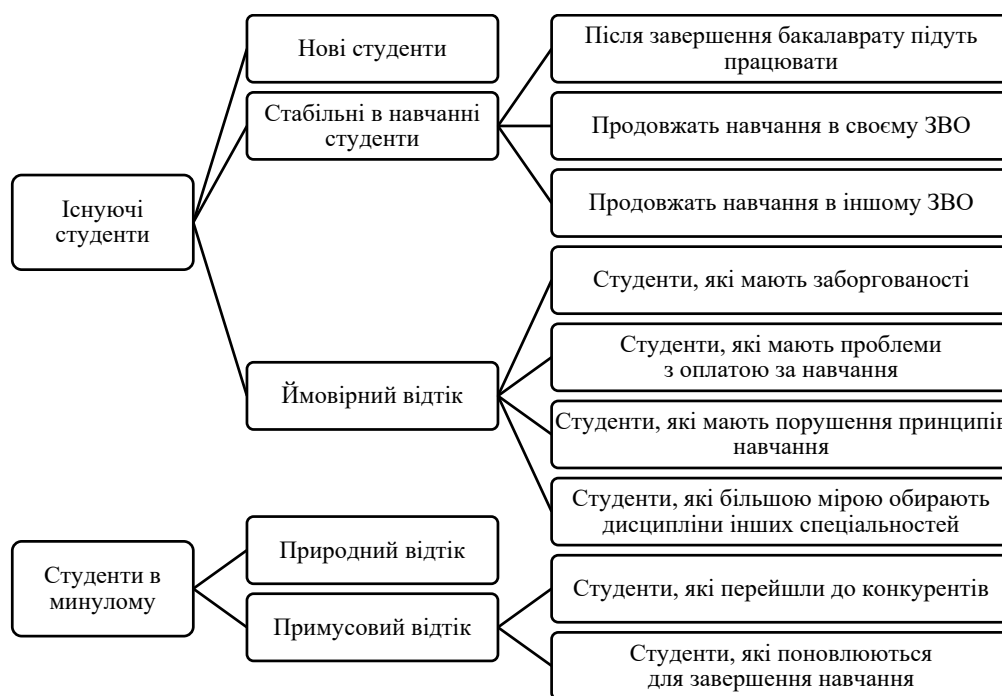 Існуючі
студенти
Нові студенти
Стабільні в навчанні
студенти
Після завершення бакалаврату підуть
працювати
Продовжать навчання в своєму ЗВО
Продовжать навчання в іншому ЗВО
Ймовірний відтік
Студенти, які мають заборгованості
Студенти, які мають проблеми
з оплатою за навчання
Студенти, які мають порушення принципів
навчання
Студенти, які більшою мірою обирають
дисципліни інших спеціальностей
Студенти в
минулому
Природний відтік
Примусовий відтік
Студенти, які перейшли до конкурентів
Студенти, які поновлюються
для завершення навчання